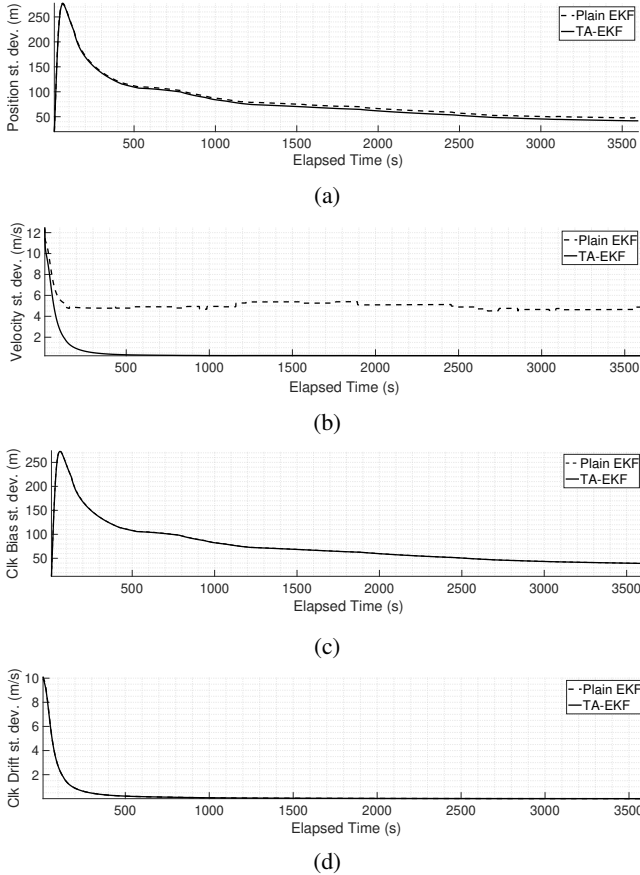 Position st. dev. (m)
250
200
150
100
50
Plain EKF
TA-EKF
500 1000 1500 2000 2500 3000 3500
Elapsed Time (s)
(a)
Velocity st. dev. (m/s)
12
10
8
6
4
2
Plain EKF
TA-EKF
500 1000 1500 2000 2500 3000 3500
Elapsed Time (s)
(b)
Clk Bias st. dev. (m)
250
200
150
100
50
Plain EKF
TA-EKF
500 1000 1500 2000 2500 3000 3500
Elapsed Time (s)
(c)
Clk Drift st. dev. (m/s)
10
8
6
4
2
Plain EKF
TA-EKF
500 1000 1500 2000 2500 3000 3500
Elapsed Time (s)
(d)